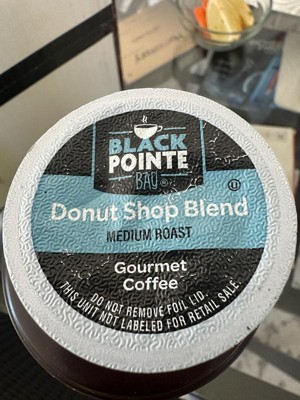 BLACK
POINTE
BAY®
Donut Shop Blend
MEDIUM ROAST
Gourmet
Coffee
DO NOT REMOVE FOIL LID.
THIS UNIT NOT LABELED FOR RETAIL SALE.